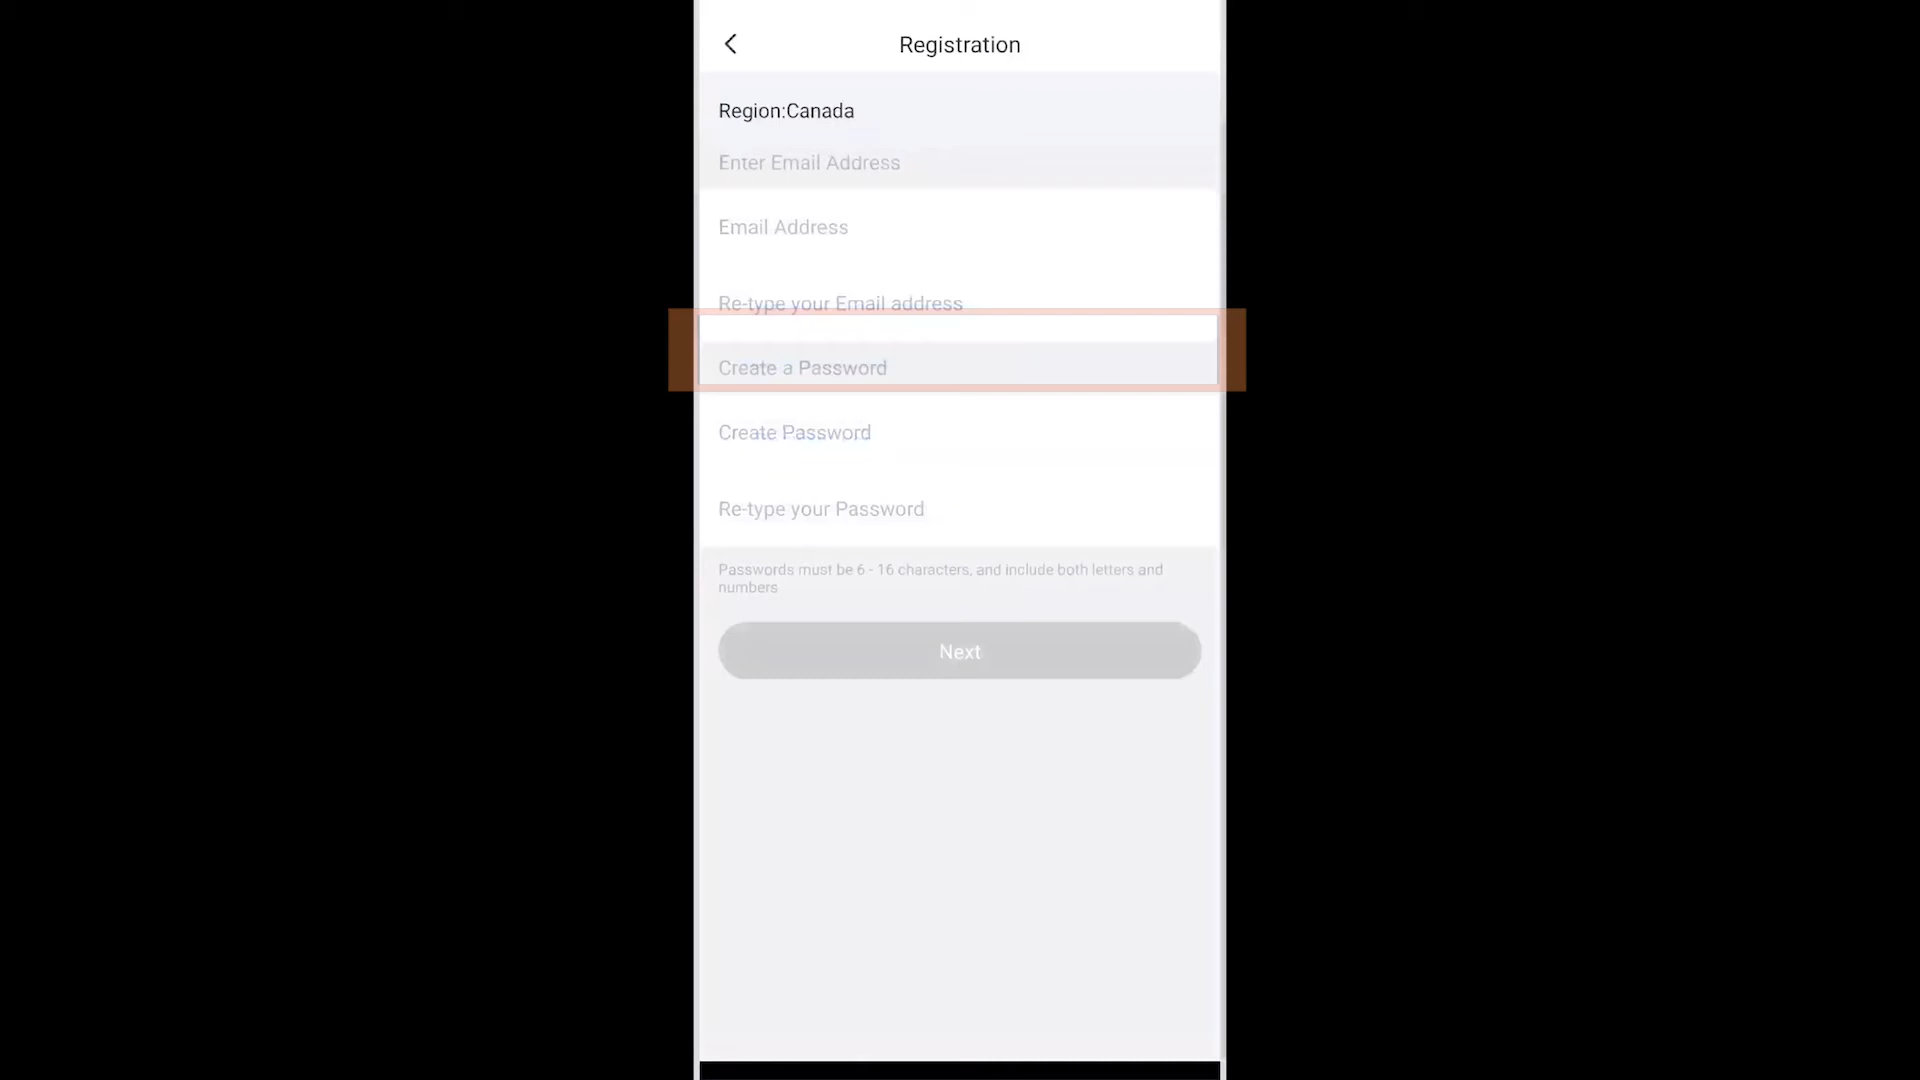 Registration
Region:Canada
Enter Email Address
Email Address
Re-type your Email address
Create a Password
Create Password
Re-type your Password
Passwords must be 6 - 16 characters, and include both letters and
numbers
Next